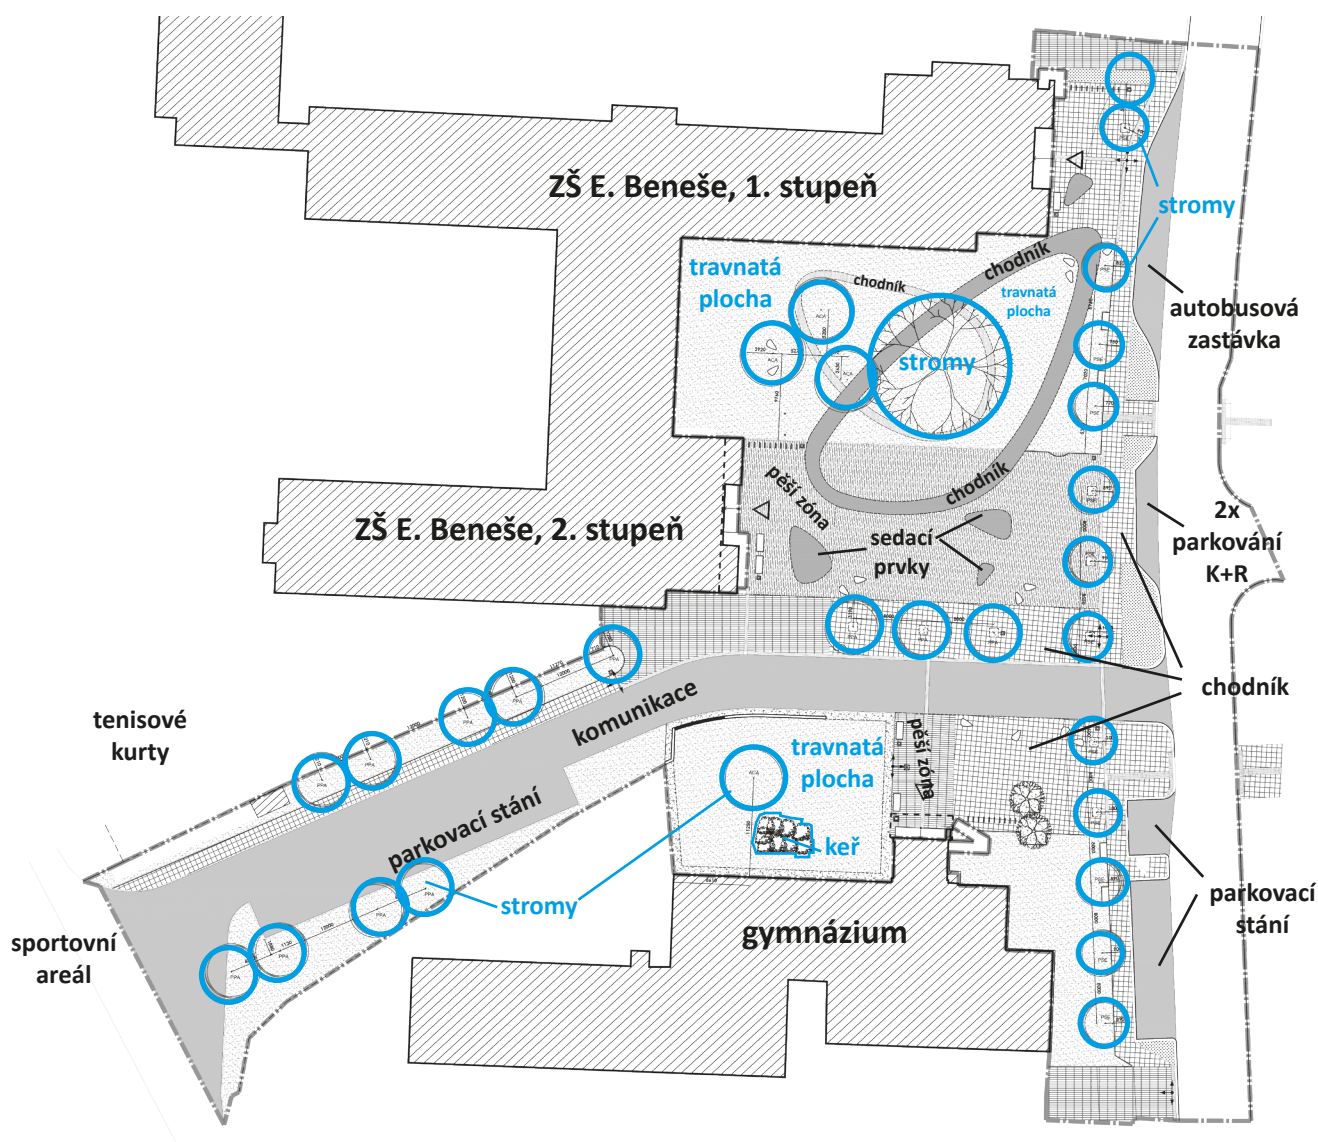 ZŠ E. Beneše, 1. stupeň
stromy
chodník
travnatá
plocha
chodník
travnatá
plocha
autobusová
zastávka
stromy
chodník
pěší zóna
2x
parkování
K+R
ZŠ E. Beneše, 2. stupeň
sedací
prvky
chodník
komunikace
tenisové
kurty
travnatá
plocha
pěší zóna
parkovací stání
keř
stromy
parkovací
stání
gymnázium
sportovní
areál